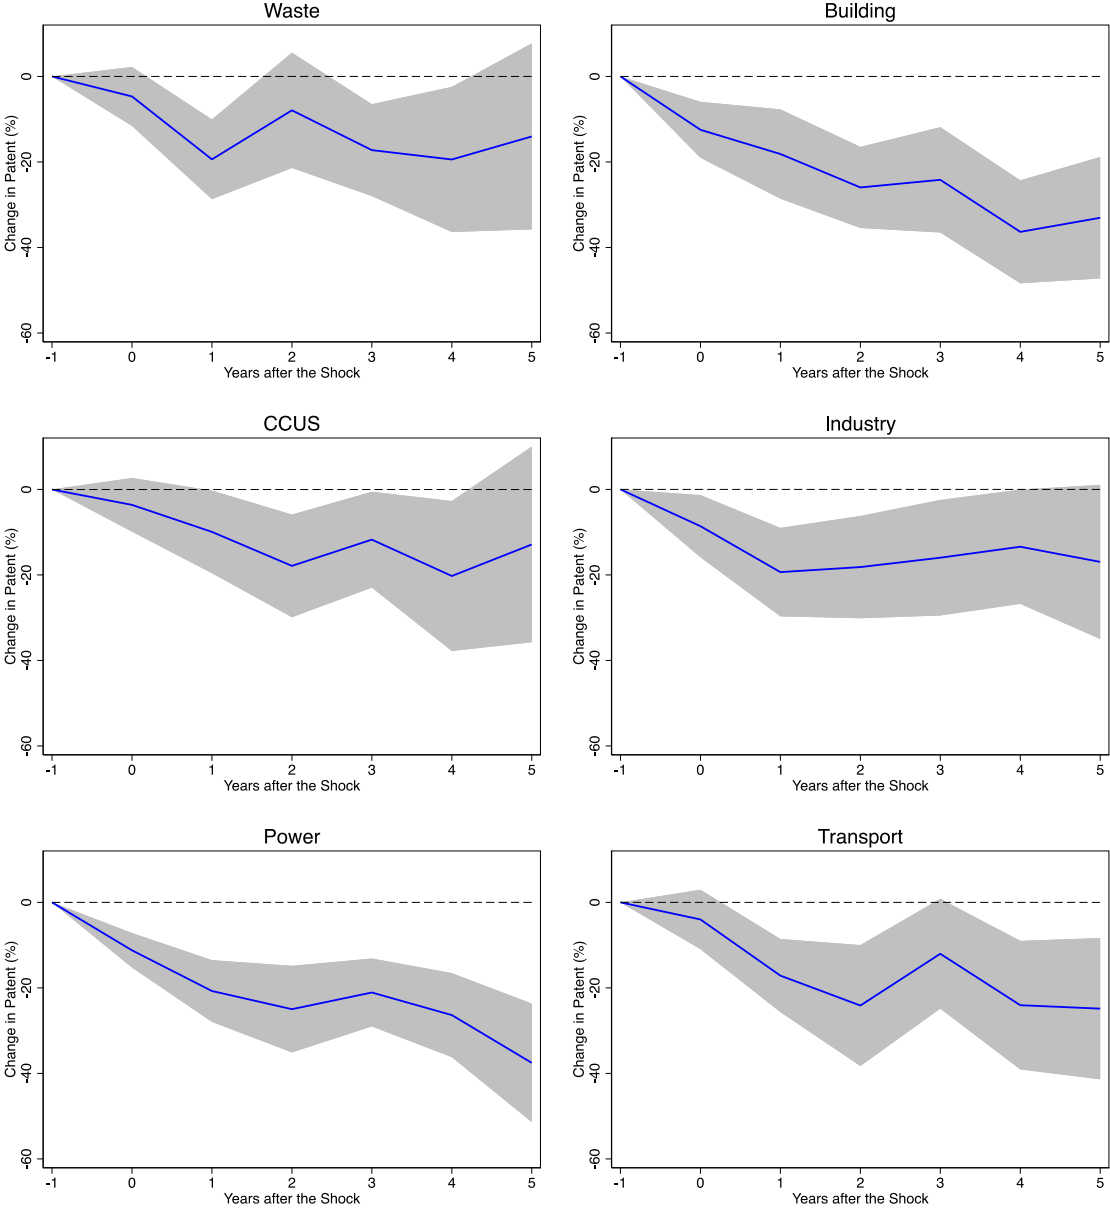 Waste
Change in Patent (%)
0
-20
-40
-60
-1 0 1 2 3 4 5
Years after the Shock
Building
Change in Patent (%)
0
-20
-40
-60
-1 0 1 2 3 4 5
Years after the Shock
CCUS
Change in Patent (%)
0
-20
-40
-60
-1 0 1 2 3 4 5
Years after the Shock
Industry
Change in Patent (%)
0
-20
-40
-60
-1 0 1 2 3 4 5
Years after the Shock
Power
Change in Patent (%)
0
-20
-40
-60
-1 0 1 2 3 4 5
Years after the Shock
Transport
Change in Patent (%)
0
-20
-40
-60
-1 0 1 2 3 4 5
Years after the Shock